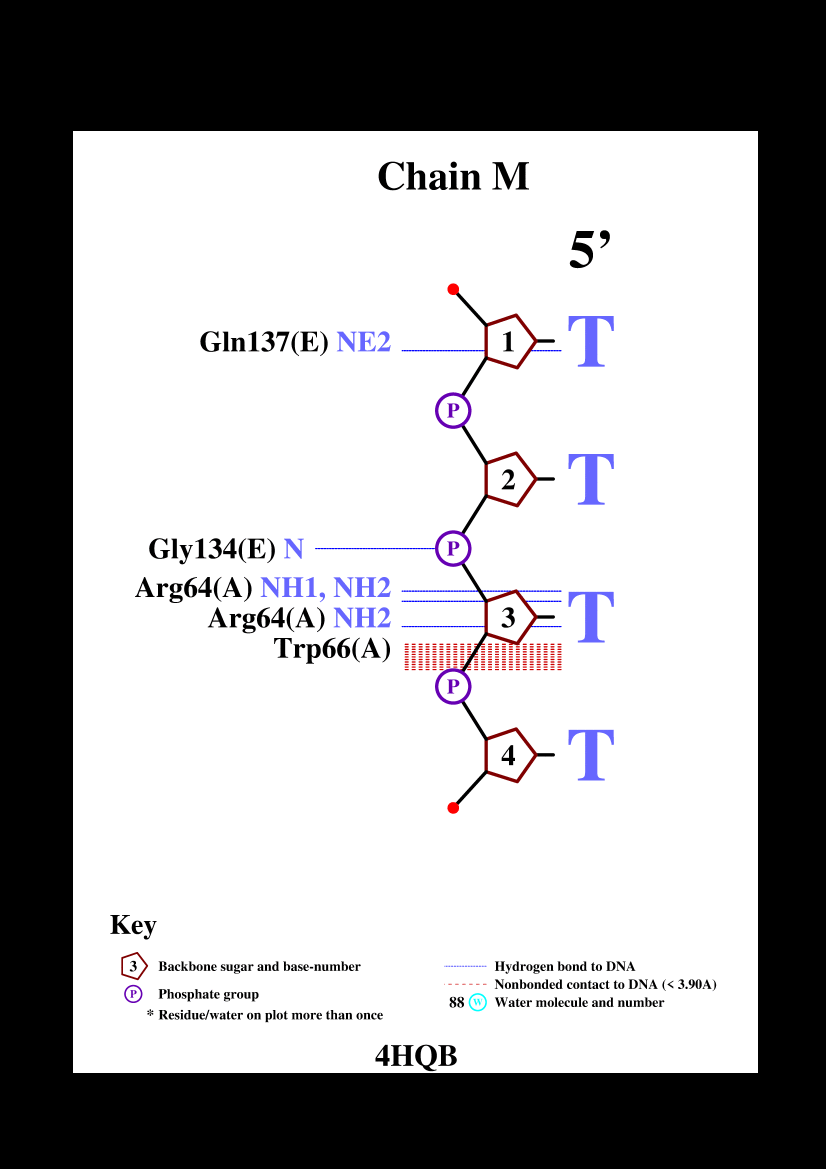 Chain M
5’
Gln137(E) NE2
1
T
P
2
T
Gly134(E) N
P
Arg64(A) NH1, NH2
Arg64(A) NH2
3
T
Trp66(A)
P
4
T
Key
3 Backbone sugar and base-number
P Phosphate group
* Residue/water on plot more than once
Hydrogen bond to DNA
Nonbonded contact to DNA (< 3.90A)
88 W Water molecule and number
4HQB